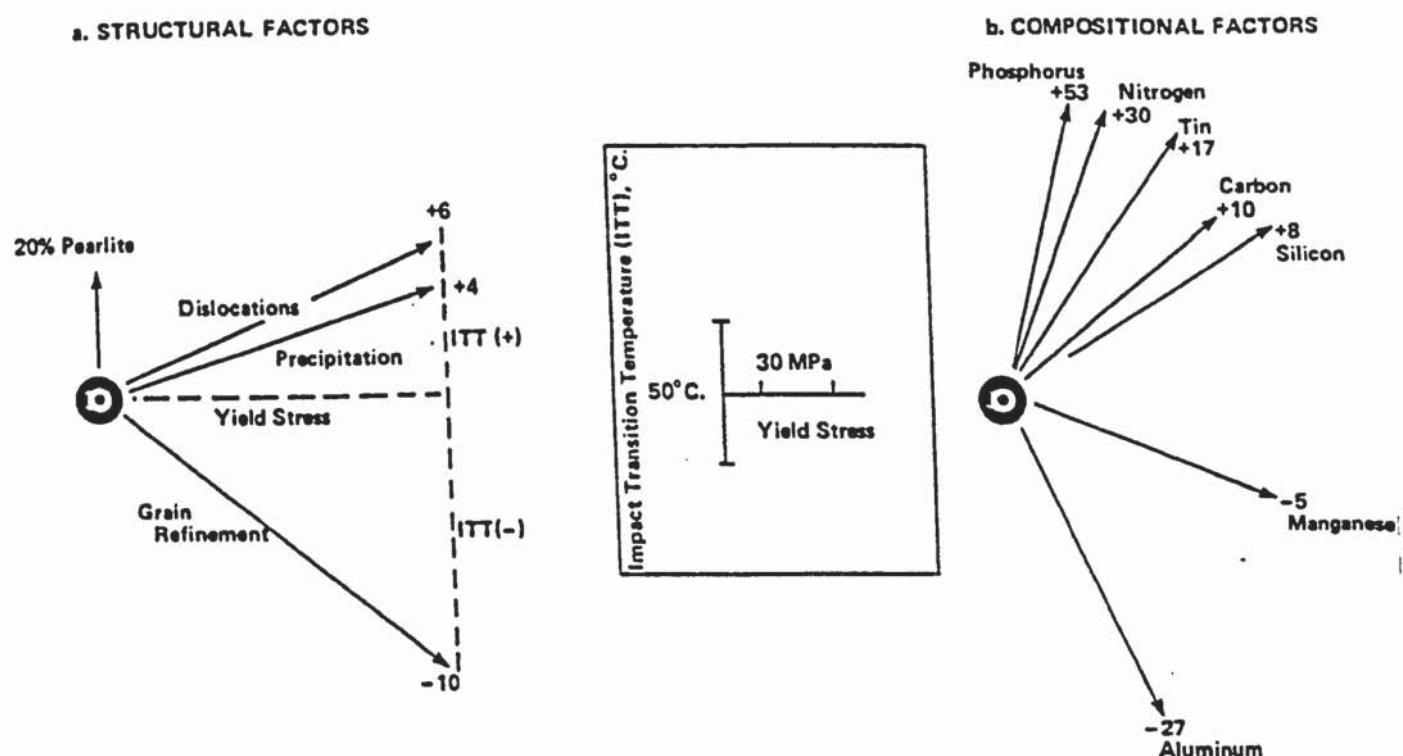 a. STRUCTURAL FACTORS
+6
20% Pearlite
Dislocations
+4
ITT (+)
Precipitation
Yield Stress
Grain
Refinement
ITT(-)
-10
Impact Transition Temperature (ITT), °C.
30 MPa
50°C.
Yield Stress
b. COMPOSITIONAL FACTORS
Phosphorus
+53
Nitrogen
+30
Tin
+17
Carbon
+10
+8
Silicon
-5
Manganese
-27
Aluminum